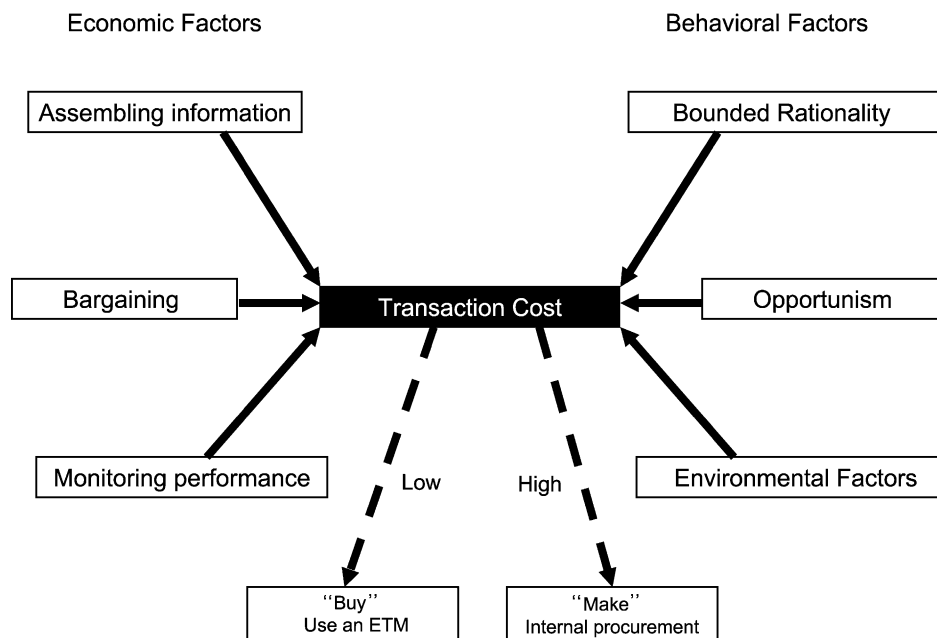 Economic Factors
Behavioral Factors
Assembling information
Bounded Rationality
Bargaining
Transaction Cost
Opportunism
Monitoring performance
Low
High
Environmental Factors
‘‘Buy’’
Use an ETM
‘‘Make’’
Internal procurement